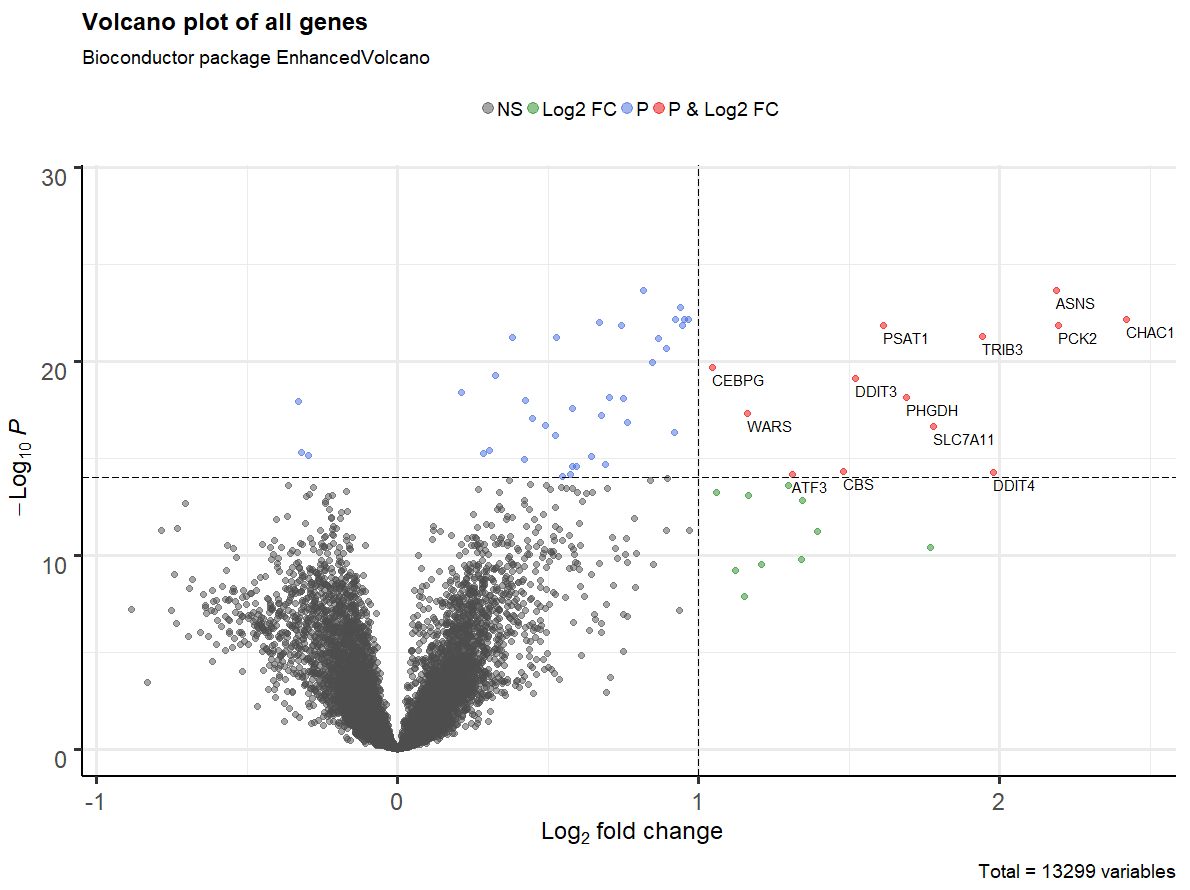 Volcano plot of all genes
Bioconductor package EnhancedVolcano
NS Log2 FC P P & Log2 FC
30
20
10
0
−Log10 P
ASNS
CHAC1
PSAT1
PCK2
TRIB3
CEBPG
DDIT3
PHGDH
WARS
SLC7A11
ATF3
CBS
DDIT4
-1 0 1 2
Log2 fold change
Total = 13299 variables